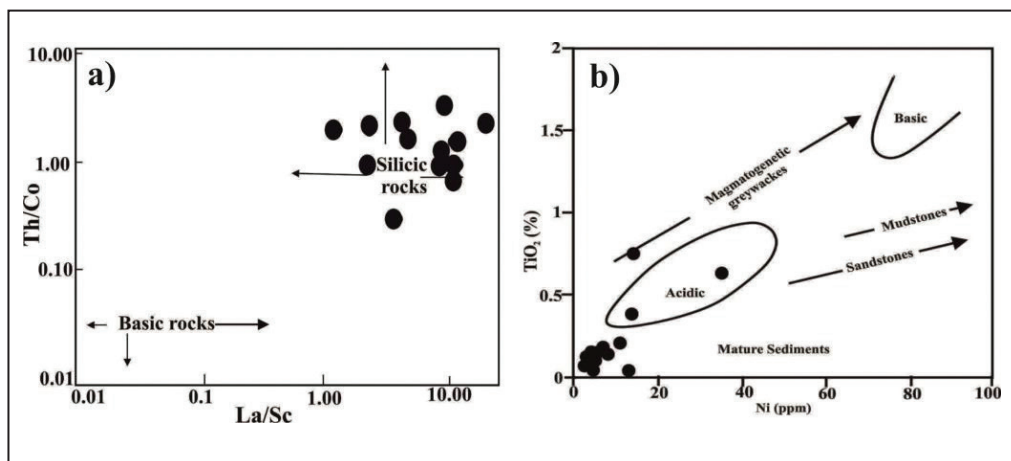 a)
10.00
1.00
0.10
0.01
Th/Co
Silicic
rocks
Basic rocks
0.01
0.1
1.00
10.00
La/Sc
b)
2
1.5
1
0.5
0
TiO₂ (%)
Basic
Magmatogenetic
greywackes
Mudstones
Sandstones
Acidic
Mature Sediments
0
20
40
60
80
100
Ni (ppm)